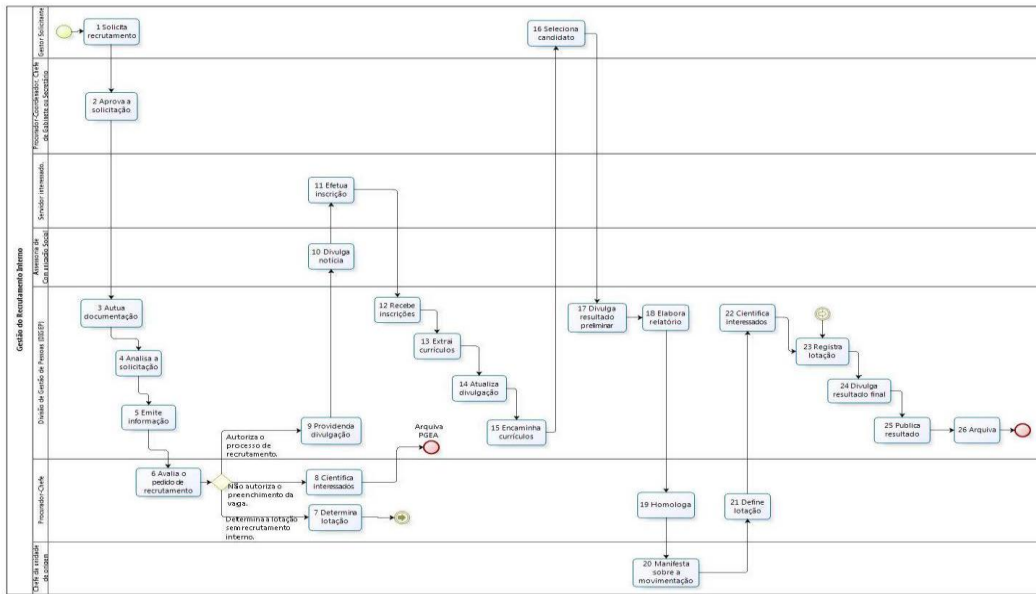 Gestão do Recrutamento Interno
Gestor Solicitante
1 Solicita
recrutamento
16 Seleciona
candidato
Procurador-Coordenador, Chefe
de Gabinete ou Secretário
2 Aprova a
solicitação
Servidor interessado.
11 Efetua
inscrição
Assessoria de
Comunicação Social
10 Divulga
notícia
Divisão de Gestão de Pessoas (DIGEP)
3 Autua
documentação
4 Analisa a
solicitação
5 Emite
informação
9 Providencia
divulgação
Autoriza o
processo de
recrutamento.
12 Recebe
inscrições
13 Extrai
currículos
14 Atualiza
divulgação
15 Encaminha
currículos
Arquiva
PGEA
17 Divulga
resultado
preliminar
18 Elabora
relatório
22 Cientifica
interessados
23 Registra
lotação
24 Divulga
resultado final
25 Publica
resultado
26 Arquiva
Procurador-Chefe
6 Avalia o
pedido de
recrutamento
Não autoriza o
preenchimento da
vaga.
8 Cientifica
interessados
Determina a lotação
sem recrutamento
interno.
7 Determina
lotação
19 Homologa
21 Define
lotação
Chefe da unidade
de origem
20 Manifesta
sobre a
movimentação